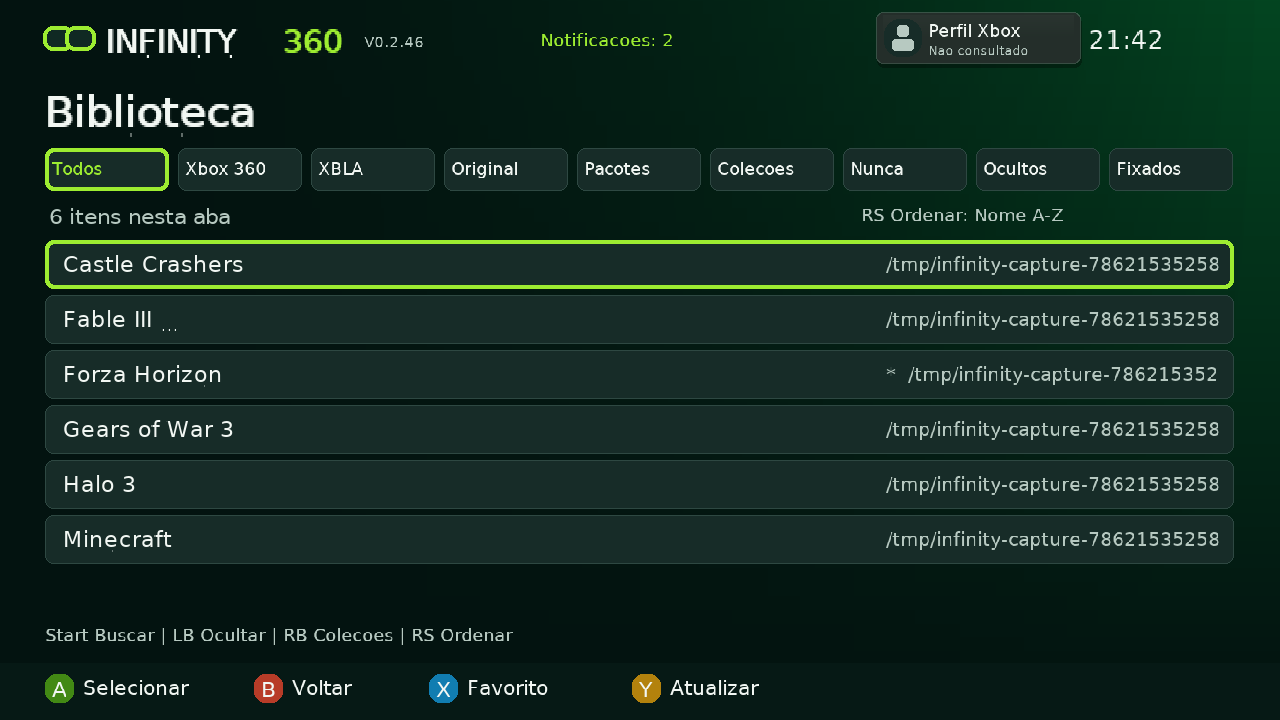 INFINITY 360 V0.2.46 Notificacoes: 2 Perfil Xbox 21:42
Nao consultado
Biblioteca
Todos Xbox 360 XBLA Original Pacotes Colecoes Nunca Ocultos Fixados
6 itens nesta aba RS Ordenar: Nome A-Z
Castle Crashers /tmp/infinity-capture-78621535258
Fable III ... /tmp/infinity-capture-78621535258
Forza Horizon * /tmp/infinity-capture-786215352
Gears of War 3 /tmp/infinity-capture-78621535258
Halo 3 /tmp/infinity-capture-78621535258
Minecraft /tmp/infinity-capture-78621535258
Start Buscar | LB Ocultar | RB Colecoes | RS Ordenar
A Selecionar B Voltar X Favorito Y Atualizar